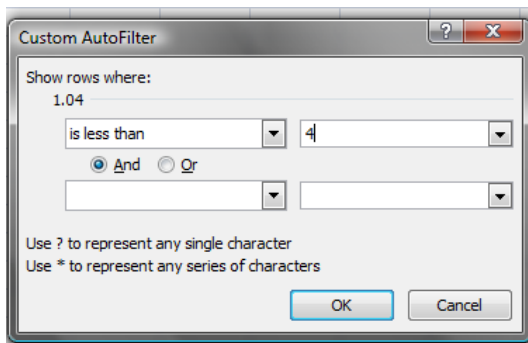 Custom AutoFilter
?
X
Show rows where:
1.04
is less than 4
And Or
Use ? to represent any single character
Use * to represent any series of characters
OK Cancel